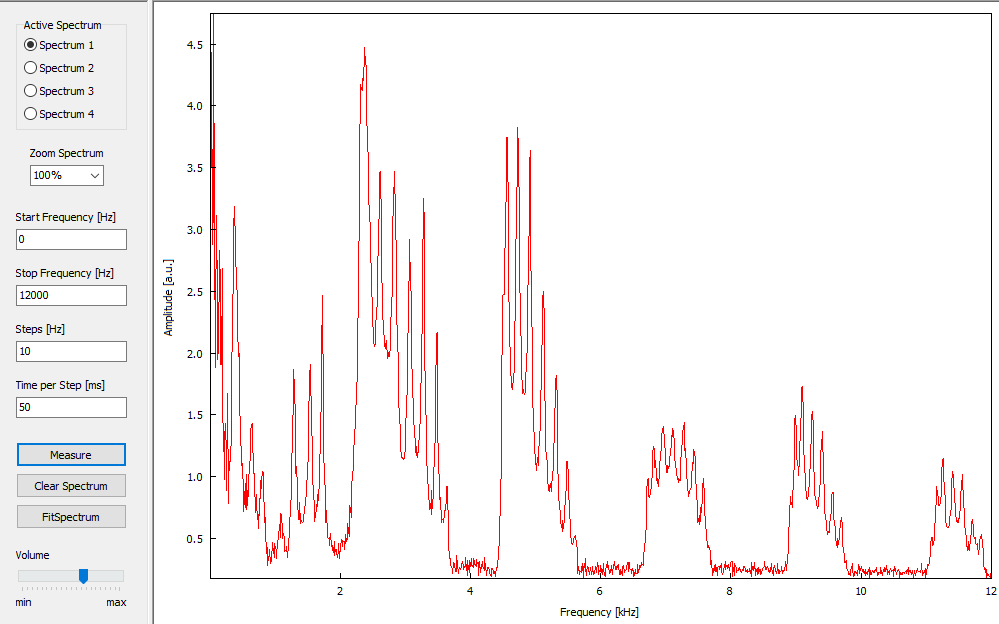 Active Spectrum
Spectrum 1
Spectrum 2
Spectrum 3
Spectrum 4
Zoom Spectrum
100%
Start Frequency [Hz]
0
Stop Frequency [Hz]
12000
Steps [Hz]
10
Time per Step [ms]
50
Measure
Clear Spectrum
FitSpectrum
Volume
min max
Amplitude [a.u.]
4.5
4.0
3.5
3.0
2.5
2.0
1.5
1.0
0.5
2 4 6 8 10 12
Frequency [kHz]